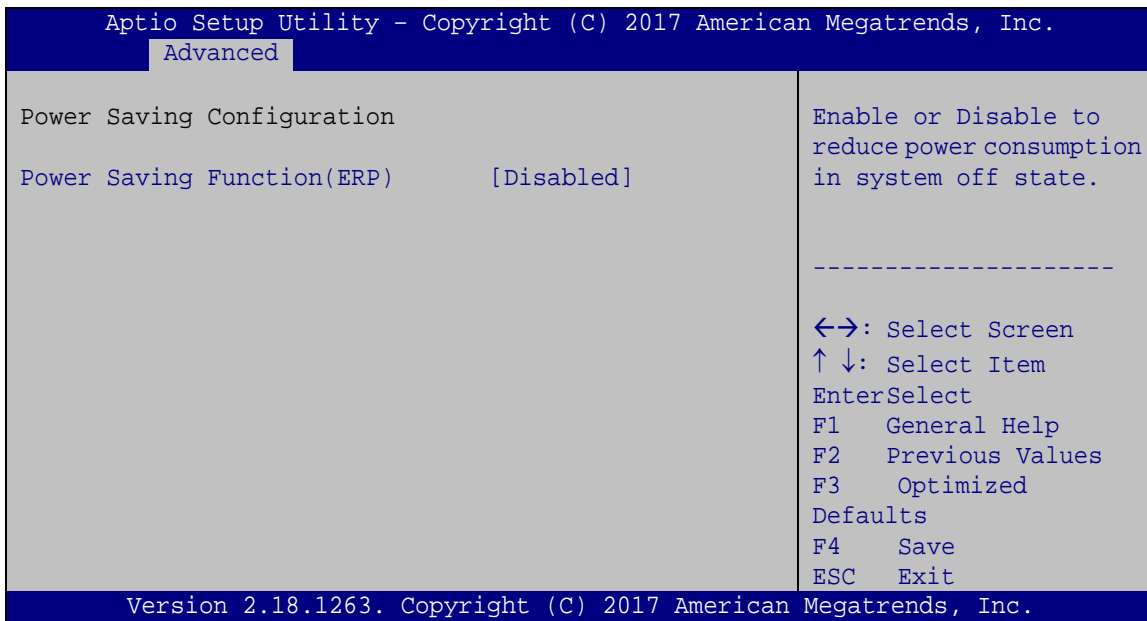 Aptio Setup Utility – Copyright (C) 2017 American Megatrends, Inc.
Advanced
Power Saving Configuration
Power Saving Function(ERP) [Disabled]
Enable or Disable to
reduce power consumption
in system off state.
---------------------
←→: Select Screen
↑ ↓: Select Item
EnterSelect
F1 General Help
F2 Previous Values
F3 Optimized
Defaults
F4 Save
ESC Exit
Version 2.18.1263. Copyright (C) 2017 American Megatrends, Inc.